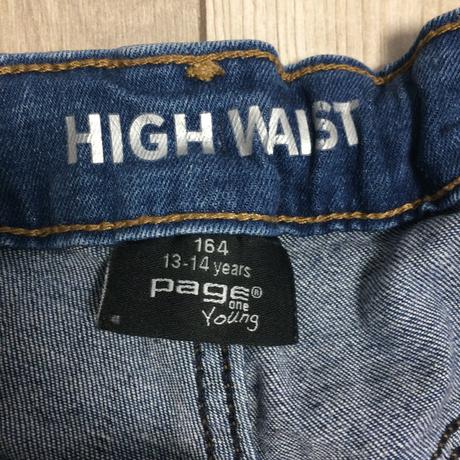 HIGH WAIST
164
13-14 years
page®
one
Young